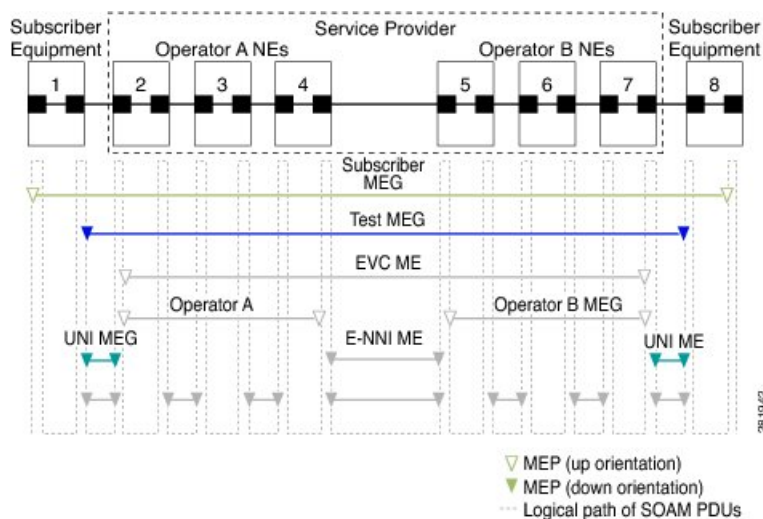 Subscriber
Equipment
Service Provider
Subscriber
Equipment
Operator A NEs
Operator B NEs
1
2
3
4
5
6
7
8
Subscriber
MEG
Test MEG
EVC ME
Operator A
Operator B MEG
UNI MEG
E-NNI ME
UNI ME
MEP (up orientation)
MEP (down orientation)
Logical path of SOAM PDUs